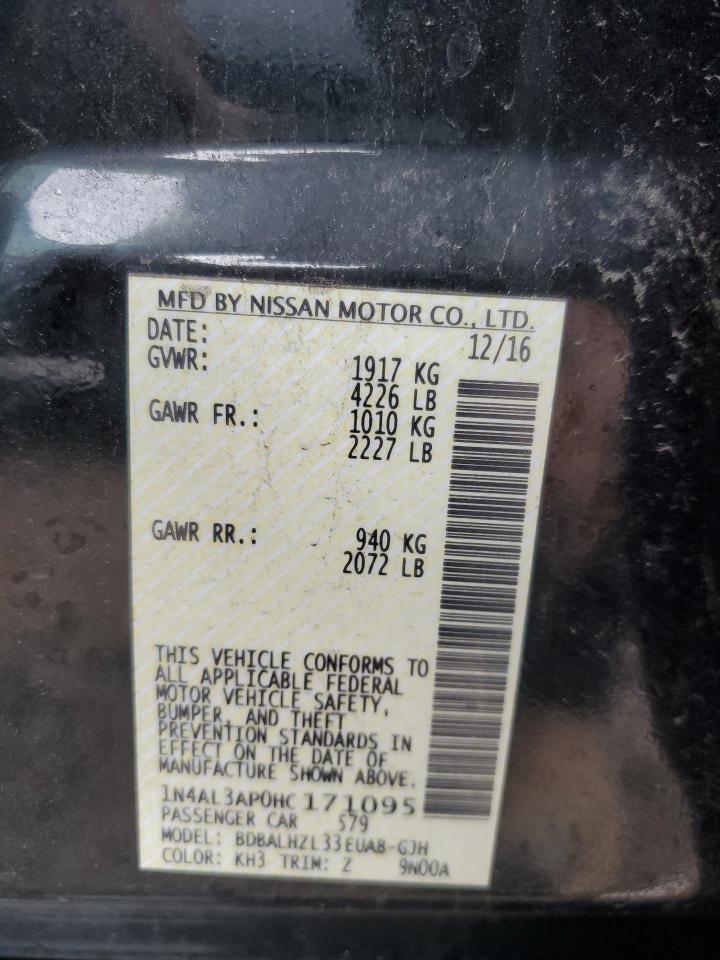 MFD BY NISSAN MOTOR CO., LTD.
DATE: 12/16
GVWR: 1917 KG
4226 LB
GAWR FR.: 1010 KG
2227 LB
GAWR RR.: 940 KG
2072 LB
THIS VEHICLE CONFORMS TO
ALL APPLICABLE FEDERAL
MOTOR VEHICLE SAFETY,
BUMPER, AND THEFT
PREVENTION STANDARDS IN
EFFECT ON THE DATE OF
MANUFACTURE SHOWN ABOVE.
1N4AL3AP0HC171095
PASSENGER CAR 579
MODEL: BDBALHZL33EUAB-GJH
COLOR: KH3 TRIM: Z 9N00A